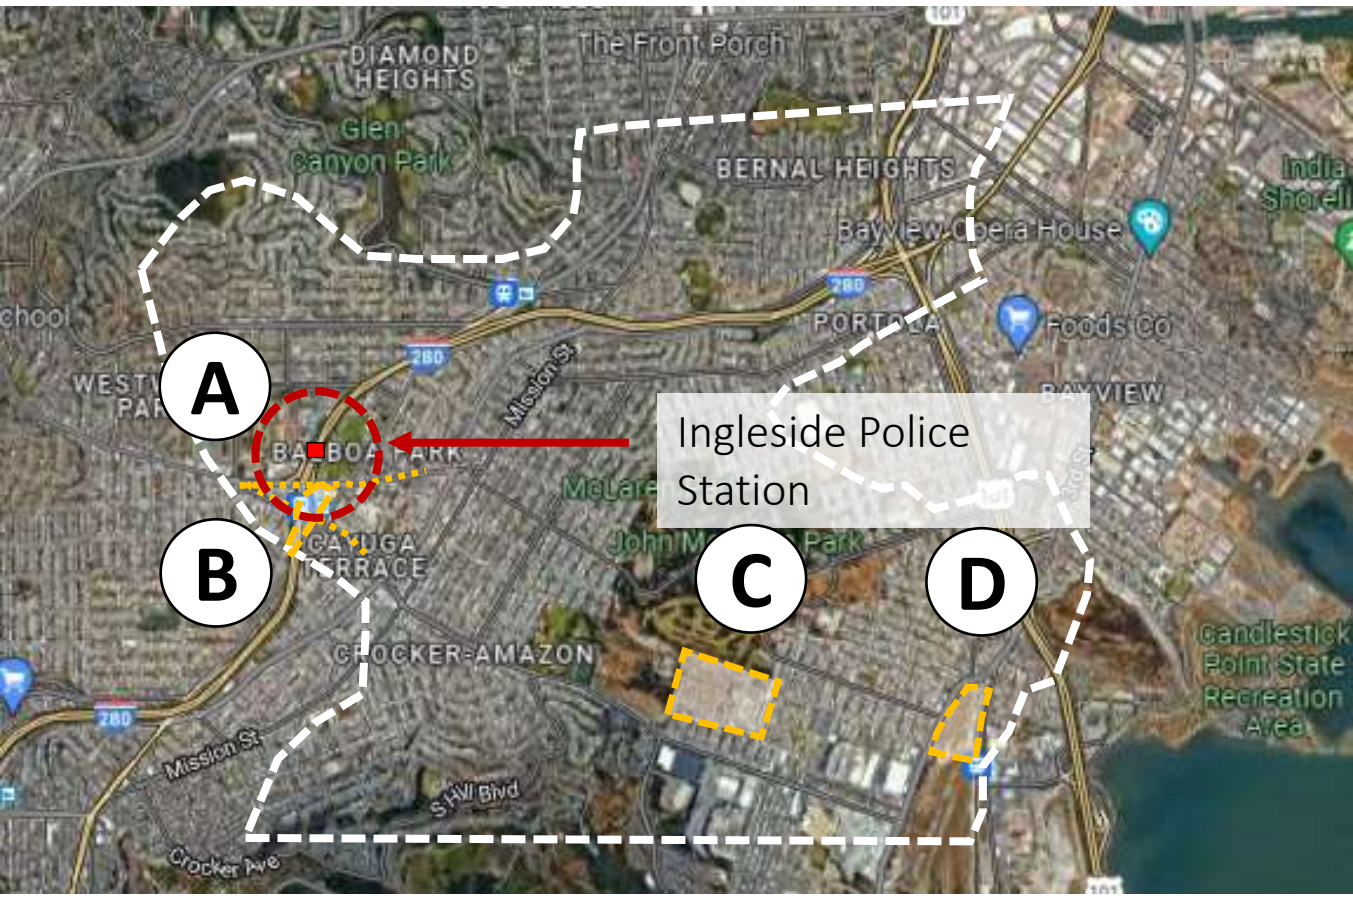 101
DIAMOND
HEIGHTS
The Front Porch
Glen
Canyon Park
BERNAL HEIGHTS
India
Shoreli
Bayview Opera House
280
chool
PORTOLA
Foods Co
280
Mission St
WESTW
PAR
A
BAYVIEW
BALBOA PARK
Ingleside Police
Station
101
McLare
John M
Park
B
CAYUGA
TERRACE
C
D
CROCKER-AMAZON
Candlestick
Point State
Recreation
Area
280
Mission St
S Hill Blvd
Crocker Ave
101